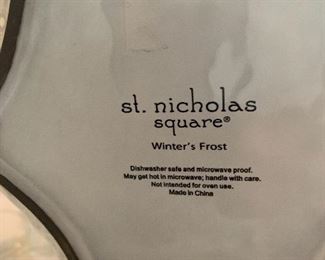 st. nicholas
square®
Winter's Frost
Dishwasher safe and microwave proof.
May get hot in microwave; handle with care.
Not intended for oven use.
Made in China